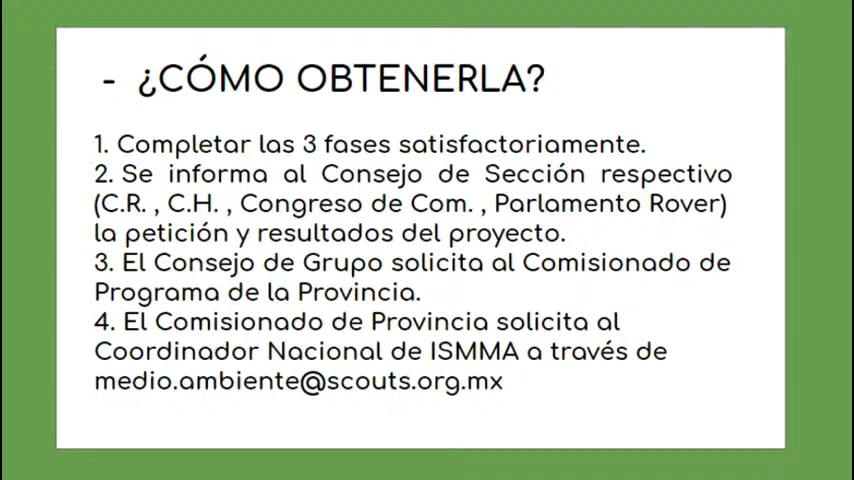 - ¿CÓMO OBTENERLA?
1. Completar las 3 fases satisfactoriamente.
2. Se informa al Consejo de Sección respectivo
(C.R. , C.H. , Congreso de Com. , Parlamento Rover)
la petición y resultados del proyecto.
3. El Consejo de Grupo solicita al Comisionado de
Programa de la Provincia.
4. El Comisionado de Provincia solicita al
Coordinador Nacional de ISMMA a través de
medio.ambiente@scouts.org.mx